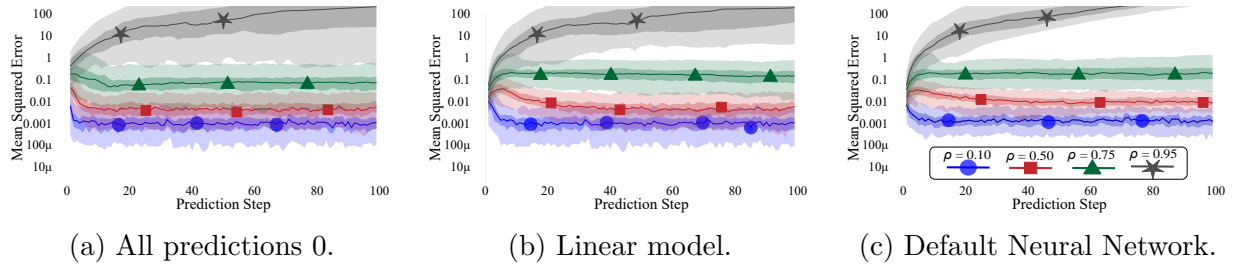 Mean Squared Error
100
10
1
0.1
0.01
0.001
100µ
10µ
0 20 40 60 80 100
Prediction Step
(a) All predictions 0.
Mean Squared Error
100
10
1
0.1
0.01
0.001
100µ
10µ
0 20 40 60 80 100
Prediction Step
(b) Linear model.
Mean Squared Error
100
10
1
0.1
0.01
0.001
100µ
10µ
ρ = 0.10 ρ = 0.50 ρ = 0.75 ρ = 0.95
0 20 40 60 80 100
Prediction Step
(c) Default Neural Network.